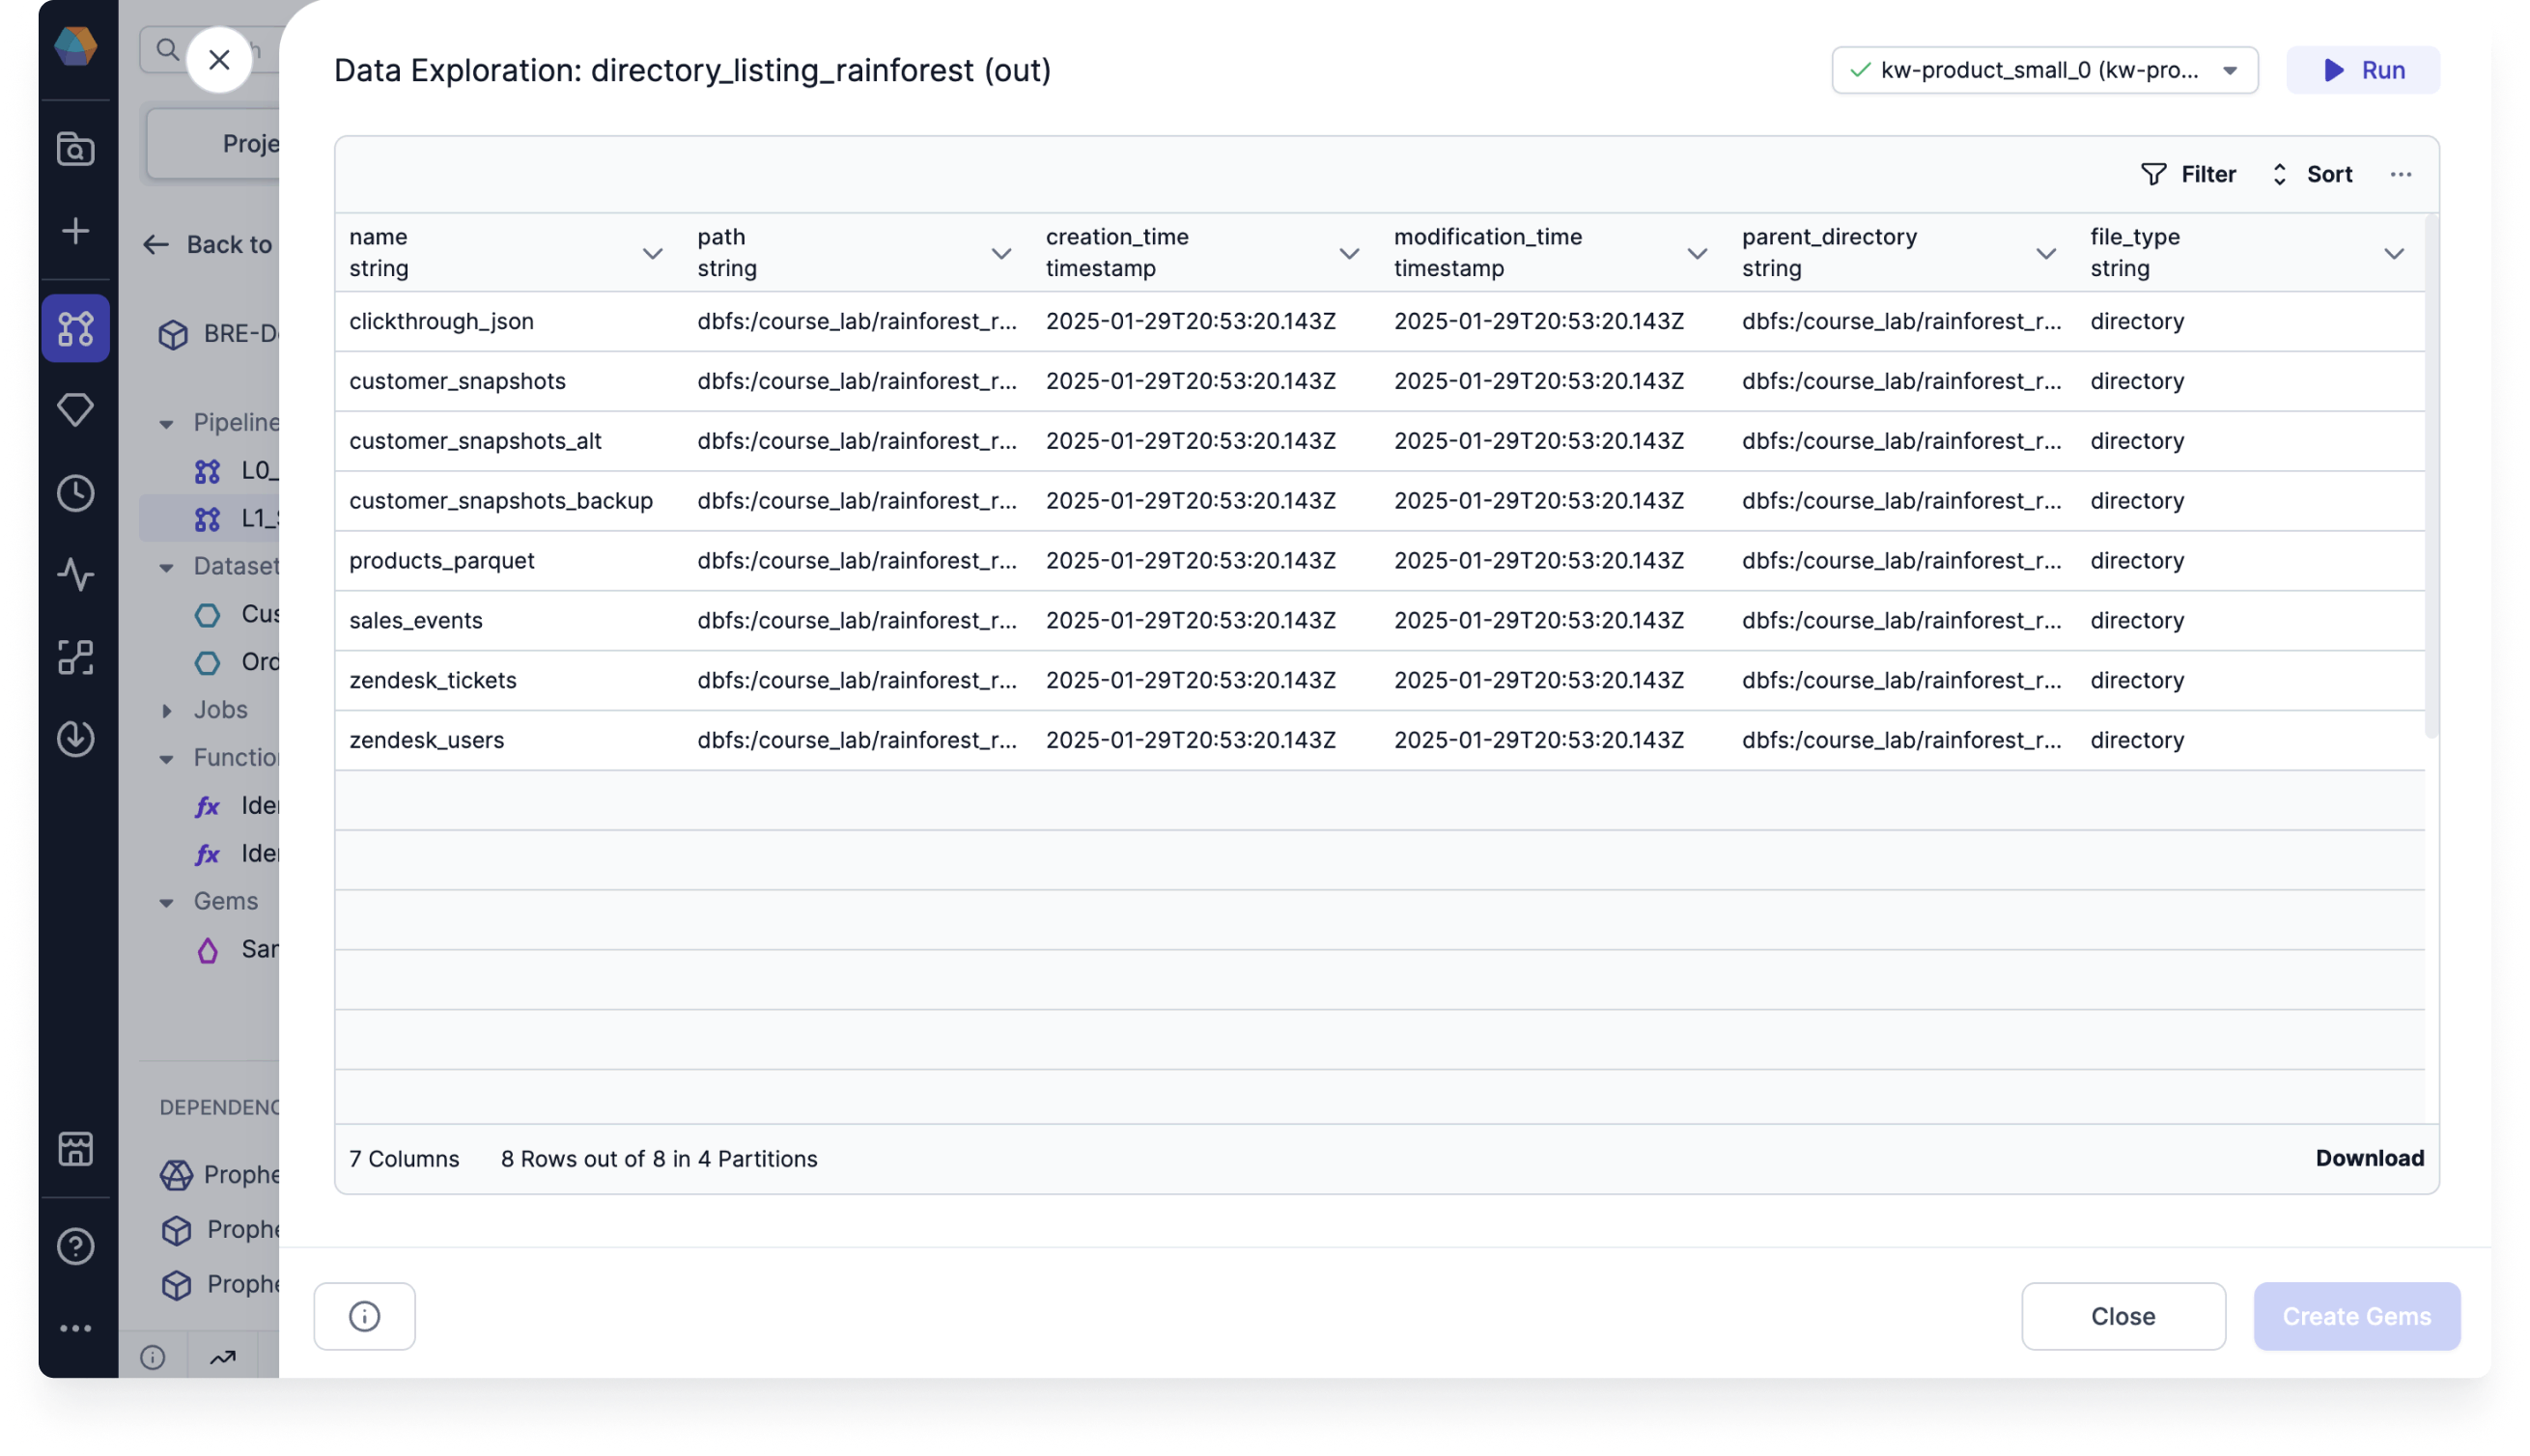 Data Exploration: directory_listing_rainforest (out)
kw-product_small_0 (kw-pro...
Run
Proje
Back to
BRE-D
Pipeline
L0_
L1_
Dataset
Cus
Ord
Jobs
Function
Ide
Ide
Gems
Sar
DEPENDENC
Prophe
Prophe
Prophe
Filter
Sort
name
string
path
string
creation_time
timestamp
modification_time
timestamp
parent_directory
string
file_type
string
clickthrough_json dbfs:/course_lab/rainforest_r... 2025-01-29T20:53:20.143Z 2025-01-29T20:53:20.143Z dbfs:/course_lab/rainforest_r... directory
customer_snapshots dbfs:/course_lab/rainforest_r... 2025-01-29T20:53:20.143Z 2025-01-29T20:53:20.143Z dbfs:/course_lab/rainforest_r... directory
customer_snapshots_alt dbfs:/course_lab/rainforest_r... 2025-01-29T20:53:20.143Z 2025-01-29T20:53:20.143Z dbfs:/course_lab/rainforest_r... directory
customer_snapshots_backup dbfs:/course_lab/rainforest_r... 2025-01-29T20:53:20.143Z 2025-01-29T20:53:20.143Z dbfs:/course_lab/rainforest_r... directory
products_parquet dbfs:/course_lab/rainforest_r... 2025-01-29T20:53:20.143Z 2025-01-29T20:53:20.143Z dbfs:/course_lab/rainforest_r... directory
sales_events dbfs:/course_lab/rainforest_r... 2025-01-29T20:53:20.143Z 2025-01-29T20:53:20.143Z dbfs:/course_lab/rainforest_r... directory
zendesk_tickets dbfs:/course_lab/rainforest_r... 2025-01-29T20:53:20.143Z 2025-01-29T20:53:20.143Z dbfs:/course_lab/rainforest_r... directory
zendesk_users dbfs:/course_lab/rainforest_r... 2025-01-29T20:53:20.143Z 2025-01-29T20:53:20.143Z dbfs:/course_lab/rainforest_r... directory
7 Columns 8 Rows out of 8 in 4 Partitions
Download
Close
Create Gems